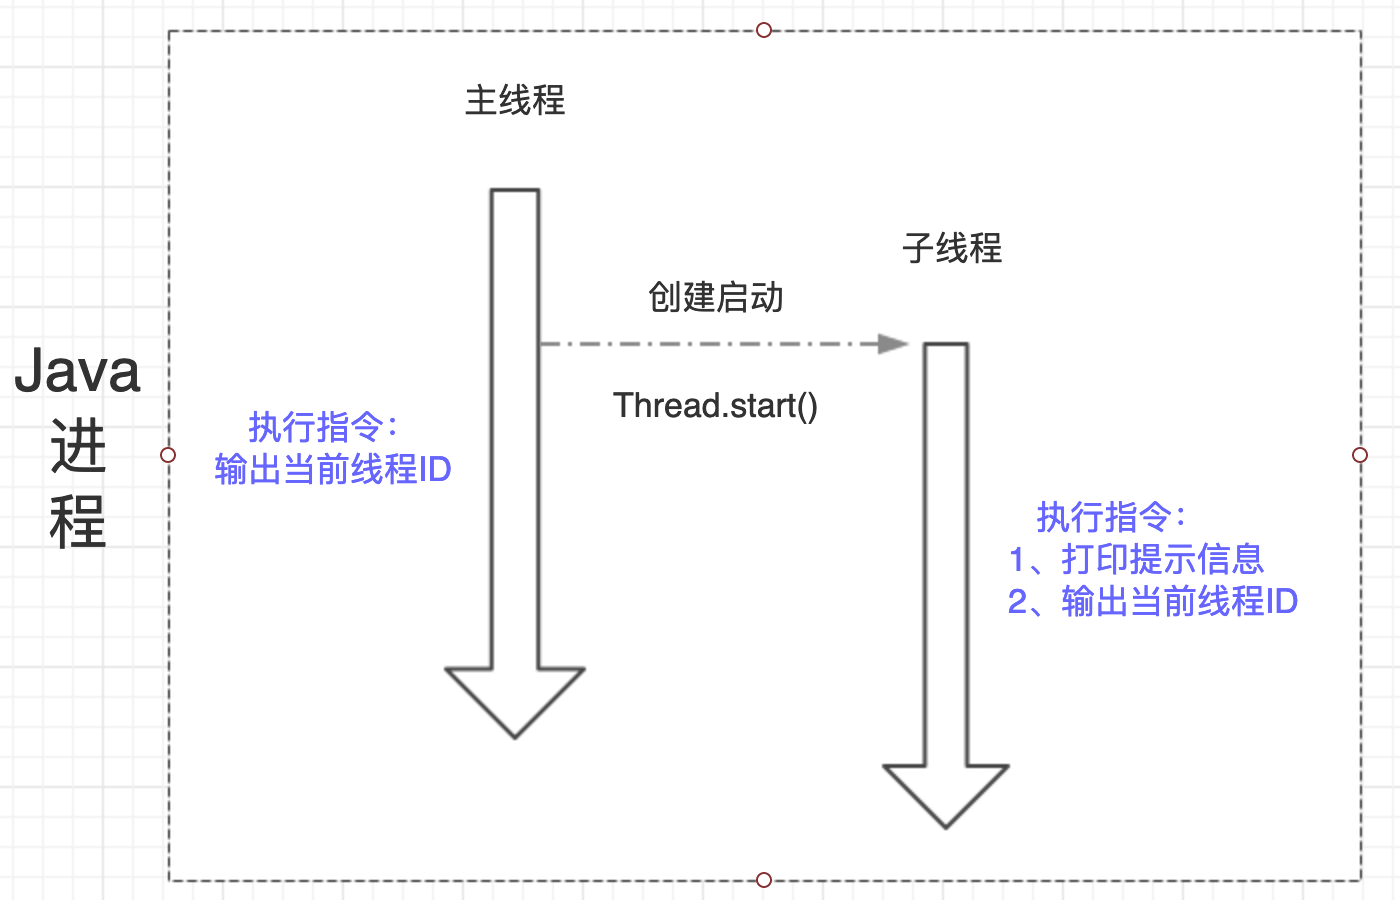 主线程
子线程
创建启动
Thread.start()
Java
进
程
执行指令：
输出当前线程ID
执行指令：
1、打印提示信息
2、输出当前线程ID